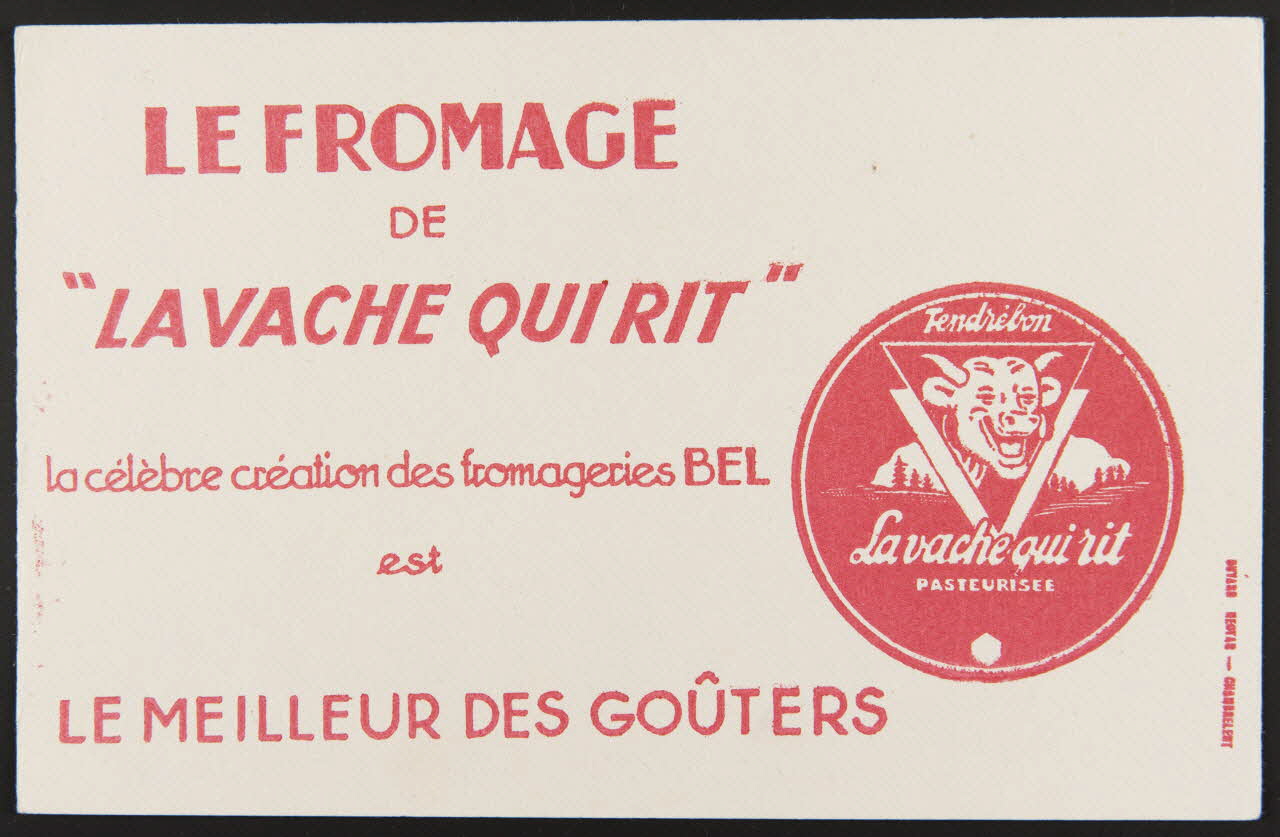 LE FROMAGE
DE
"LA VACHE QUI RIT"
la célèbre création des fromageries BEL
est
LE MEILLEUR DES GOÛTERS
Tendrébon
La vache qui rit
PASTEURISEE